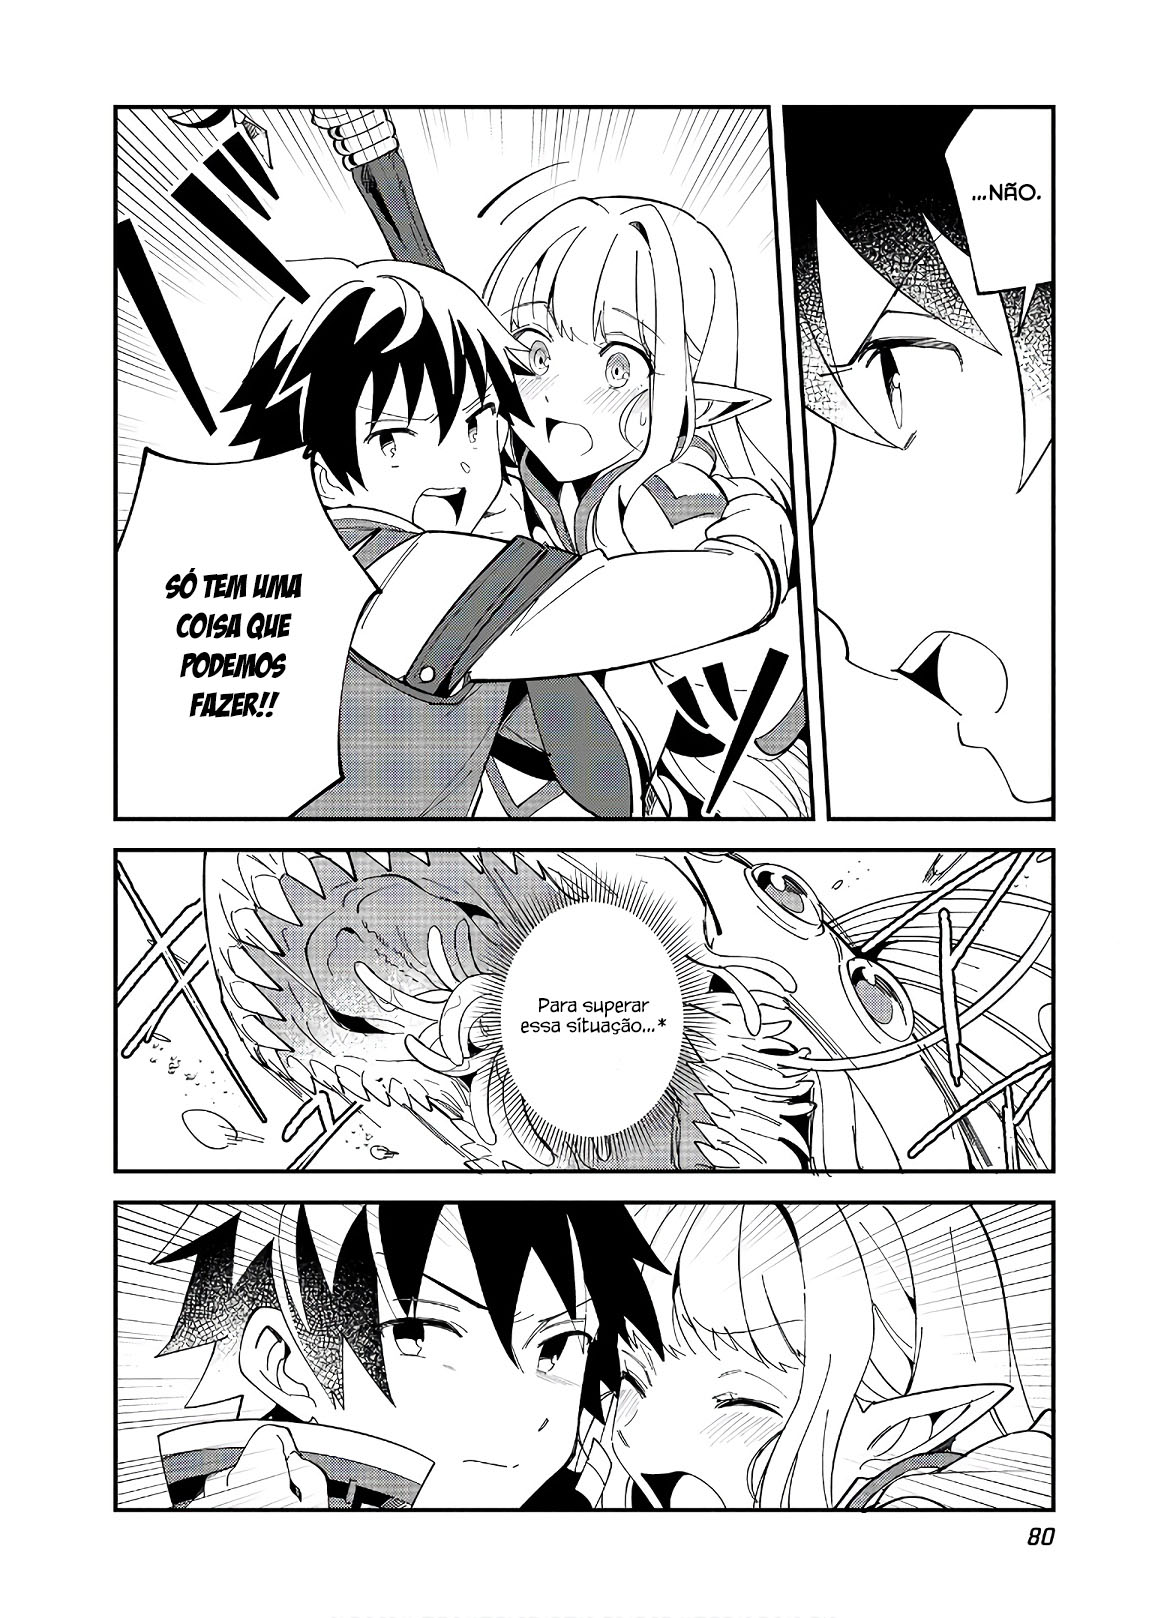 ...NÃO.
SÓ TEM UMA
COISA QUE
PODEMOS
FAZER!!
Para superar
essa situação...*
80